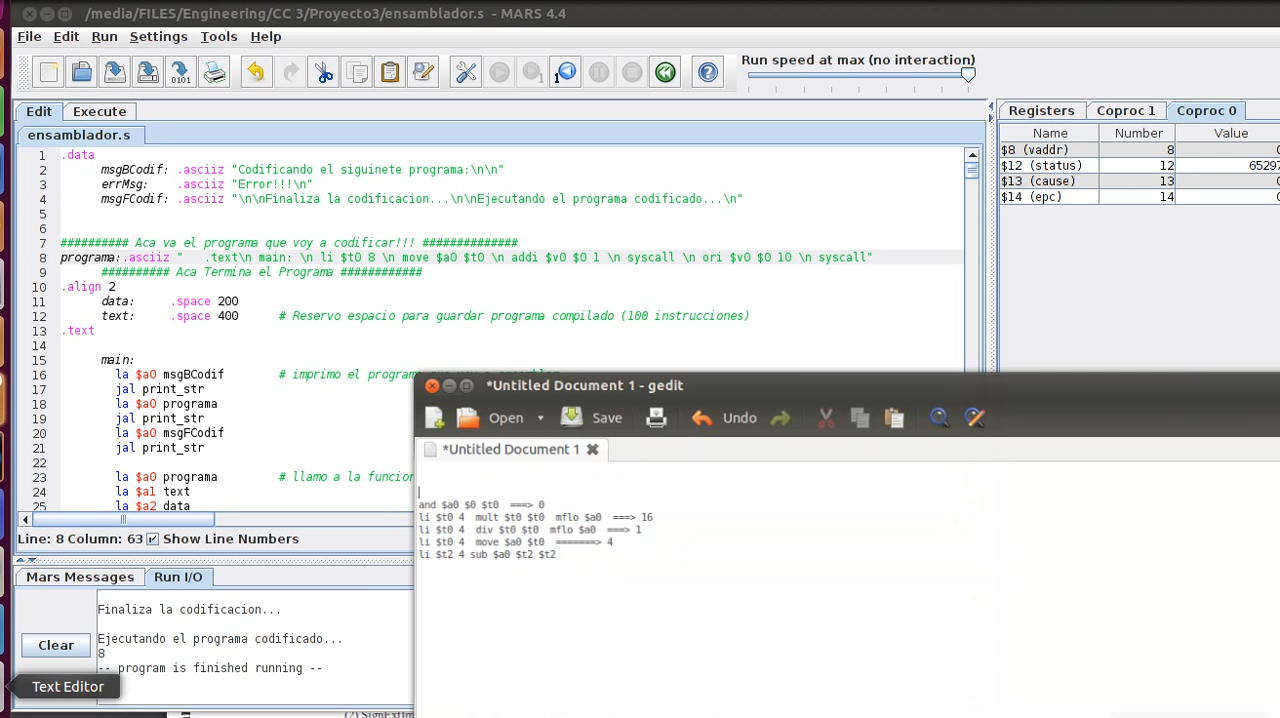 /media/FILES/Engineering/CC 3/Proyecto3/ensamblador.s - MARS 4.4
File Edit Run Settings Tools Help
Run speed at max (no interaction)
Edit Execute
Registers Coproc 1 Coproc 0
ensamblador.s
Name Number Value
$8 (vaddr) 8
$12 (status) 12 65297
$13 (cause) 13
$14 (epc) 14
1 .data
2 msgBCodif: .asciiz "Codificando el siguinete programa:\n\n"
3 errMsg: .asciiz "Error!!!\n"
4 msgFCodif: .asciiz "\n\nFinaliza la codificacion...\n\nEjecutando el programa codificado...\n"
5
6
7 ########## Aca va el programa que voy a codificar!!! ##############
8 programa:.asciiz " .text\n main: \n li $t0 8 \n move $a0 $t0 \n addi $v0 $0 1 \n syscall \n ori $v0 $0 10 \n syscall"
9 ########## Aca Termina el Programa ############
10 .align 2
11 data: .space 200
12 text: .space 400 # Reservo espacio para guardar programa compilado (100 instrucciones)
13 .text
14
15 main:
16 la $a0 msgBCodif # imprimo el programa
17 jal print_str
18 la $a0 programa
19 jal print_str
20 la $a0 msgFCodif
21 jal print_str
22
23 la $a0 programa # llamo a la funcion
24 la $a1 text
25 la $a2 data
Line: 8 Column: 63 Show Line Numbers
Mars Messages Run I/O
Clear
Finaliza la codificacion...
Ejecutando el programa codificado...
8
-- program is finished running --
Text Editor
*Untitled Document 1 - gedit
Open Save Undo
*Untitled Document 1
and $a0 $0 $t0 ===> 0
li $t0 4 mult $t0 $t0 mflo $a0 ===> 16
li $t0 4 div $t0 $t0 mflo $a0 ===> 1
li $t0 4 move $a0 $t0 =======> 4
li $t2 4 sub $a0 $t2 $t2